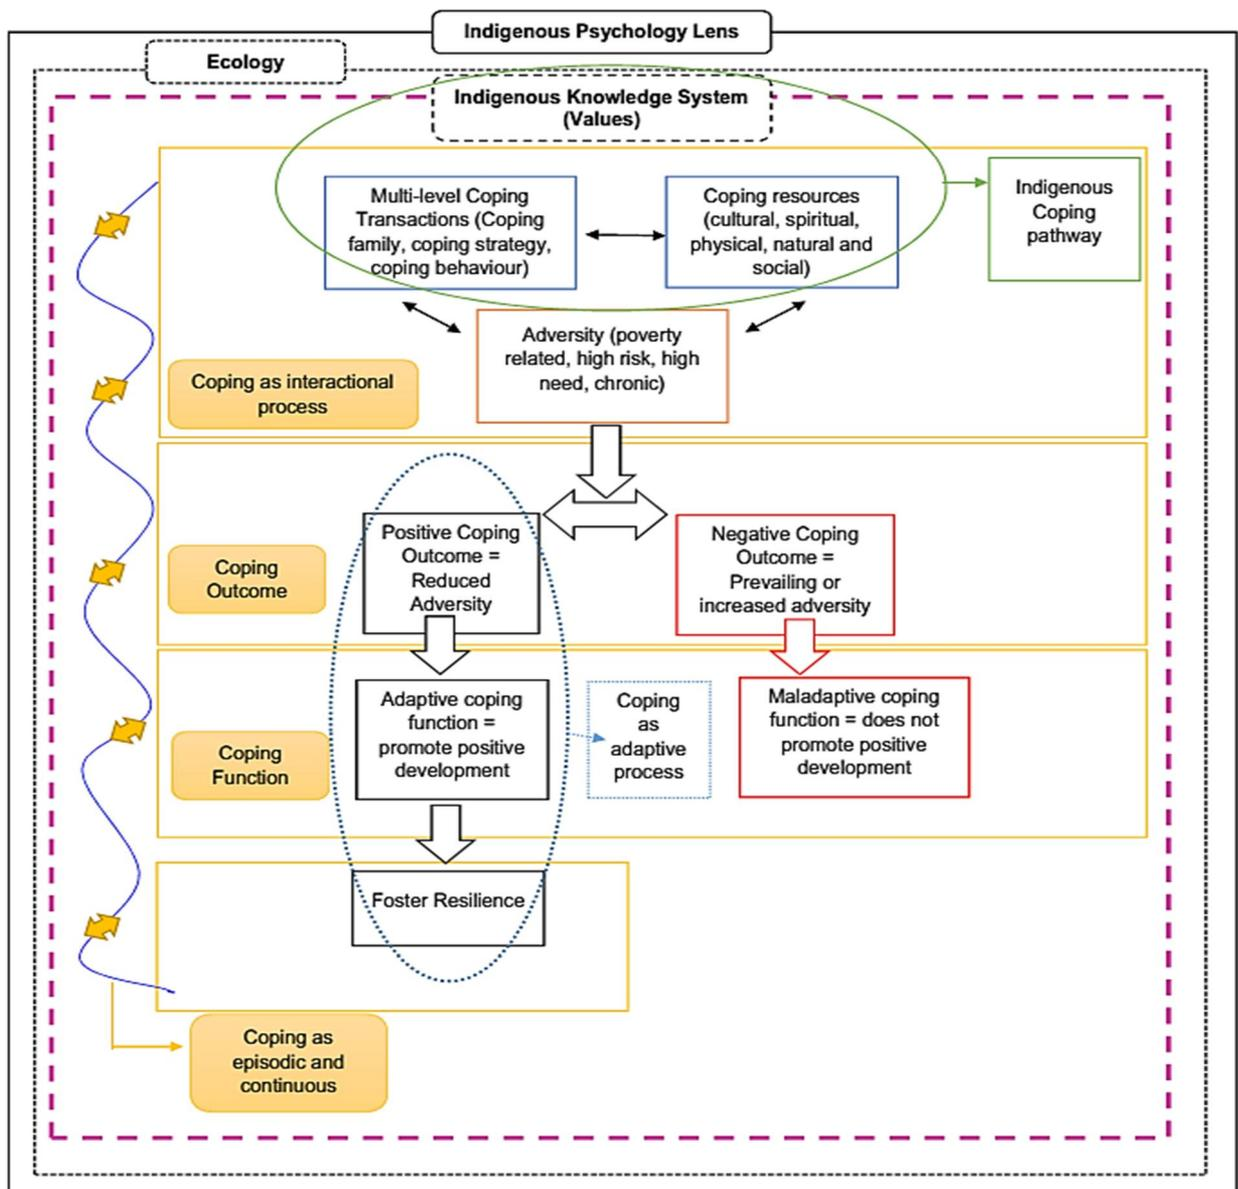 Indigenous Psychology Lens
Ecology
Indigenous Knowledge System
(Values)
Multi-level Coping
Transactions (Coping
family, coping strategy,
coping behaviour)
Coping resources
(cultural, spiritual,
physical, natural and
social)
Indigenous
Coping
pathway
Adversity (poverty
related, high risk, high
need, chronic)
Coping as interactional
process
Positive Coping
Outcome =
Reduced
Adversity
Negative Coping
Outcome =
Prevailing or
increased adversity
Coping
Outcome
Adaptive coping
function =
promote positive
development
Coping
as
adaptive
process
Maladaptive coping
function = does not
promote positive
development
Coping
Function
Foster Resilience
Coping as
episodic and
continuous